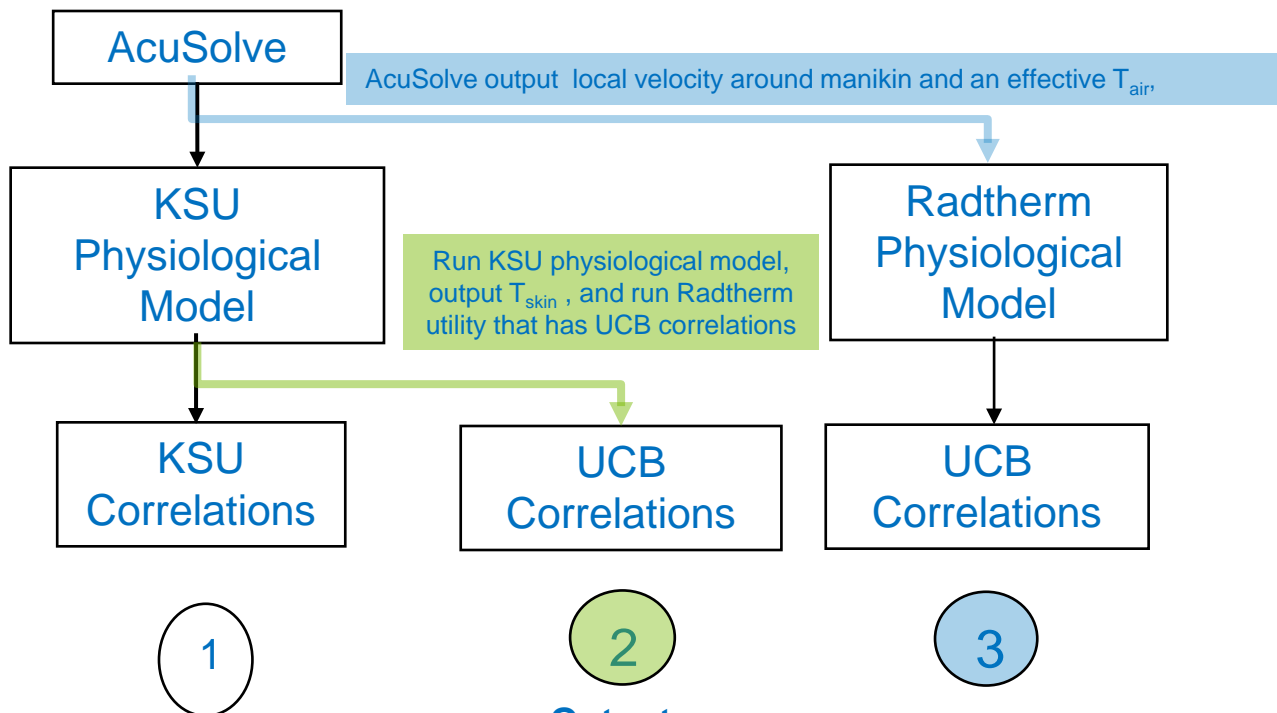 AcuSolve
AcuSolve output local velocity around manikin and an effective Tair,
KSU
Physiological
Model
Run KSU physiological model,
output Tskin , and run Radtherm
utility that has UCB correlations
Radtherm
Physiological
Model
KSU
Correlations
UCB
Correlations
UCB
Correlations
1
2
3